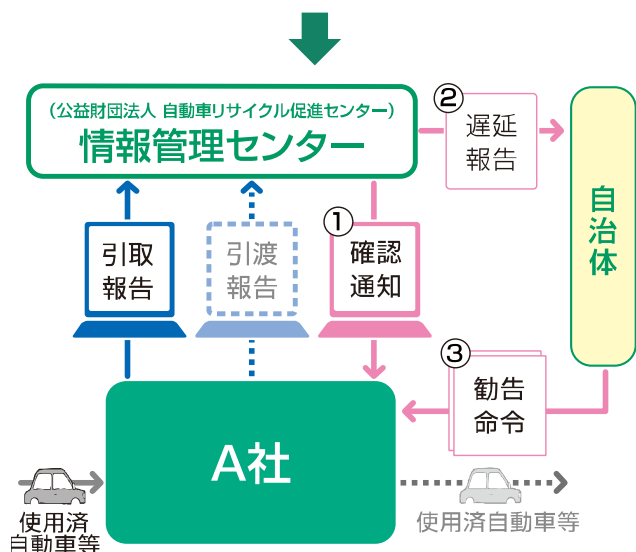 (公益財団法人 自動車リサイクル促進センター)
情報管理センター
②
遅延
報告
自治体
引取
報告
引渡
報告
①
確認
通知
③
勧告
命令
A社
使用済
自動車等
使用済自動車等